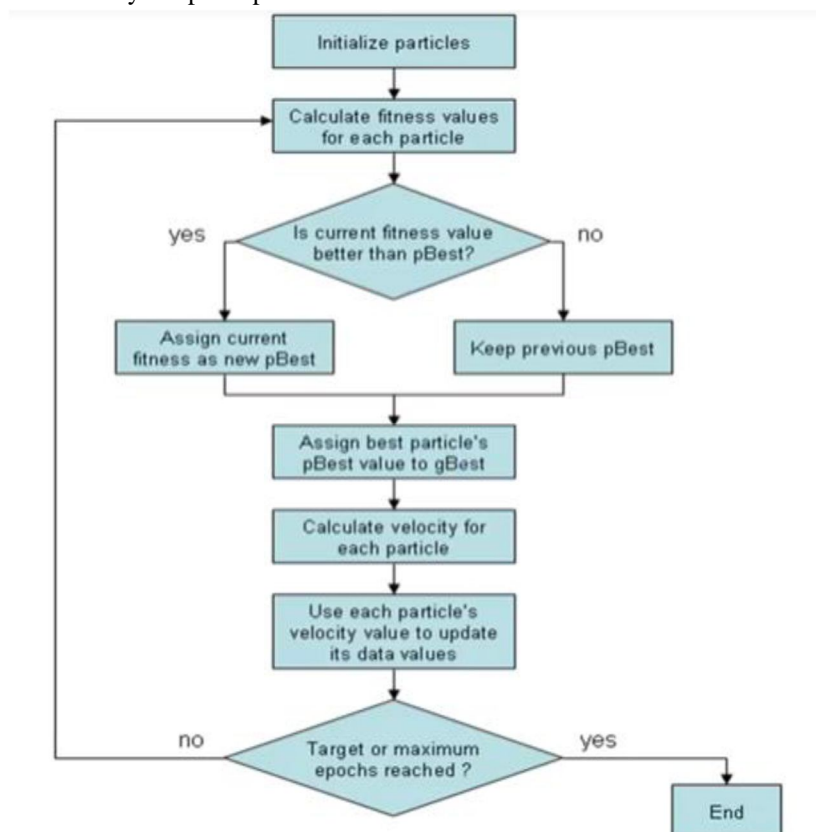 Initialize particles
Calculate fitness values
for each particle
Is current fitness value
better than pBest?
yes
no
Assign current
fitness as new pBest
Keep previous pBest
Assign best particle's
pBest value to gBest
Calculate velocity for
each particle
Use each particle's
velocity value to update
its data values
Target or maximum
epochs reached ?
no
yes
End